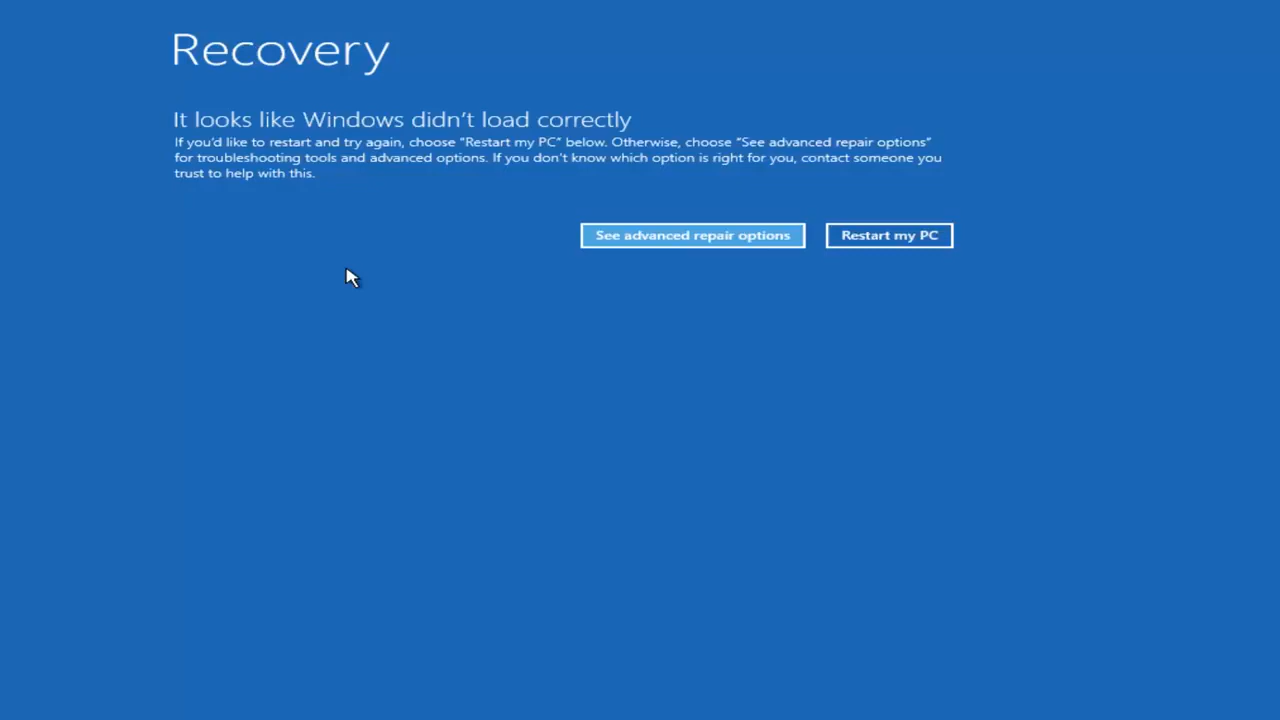 Recovery
It looks like Windows didn't load correctly
If you'd like to restart and try again, choose "Restart my PC" below. Otherwise, choose "See advanced repair options"
for troubleshooting tools and advanced options. If you don't know which option is right for you, contact someone you
trust to help with this.
See advanced repair options
Restart my PC